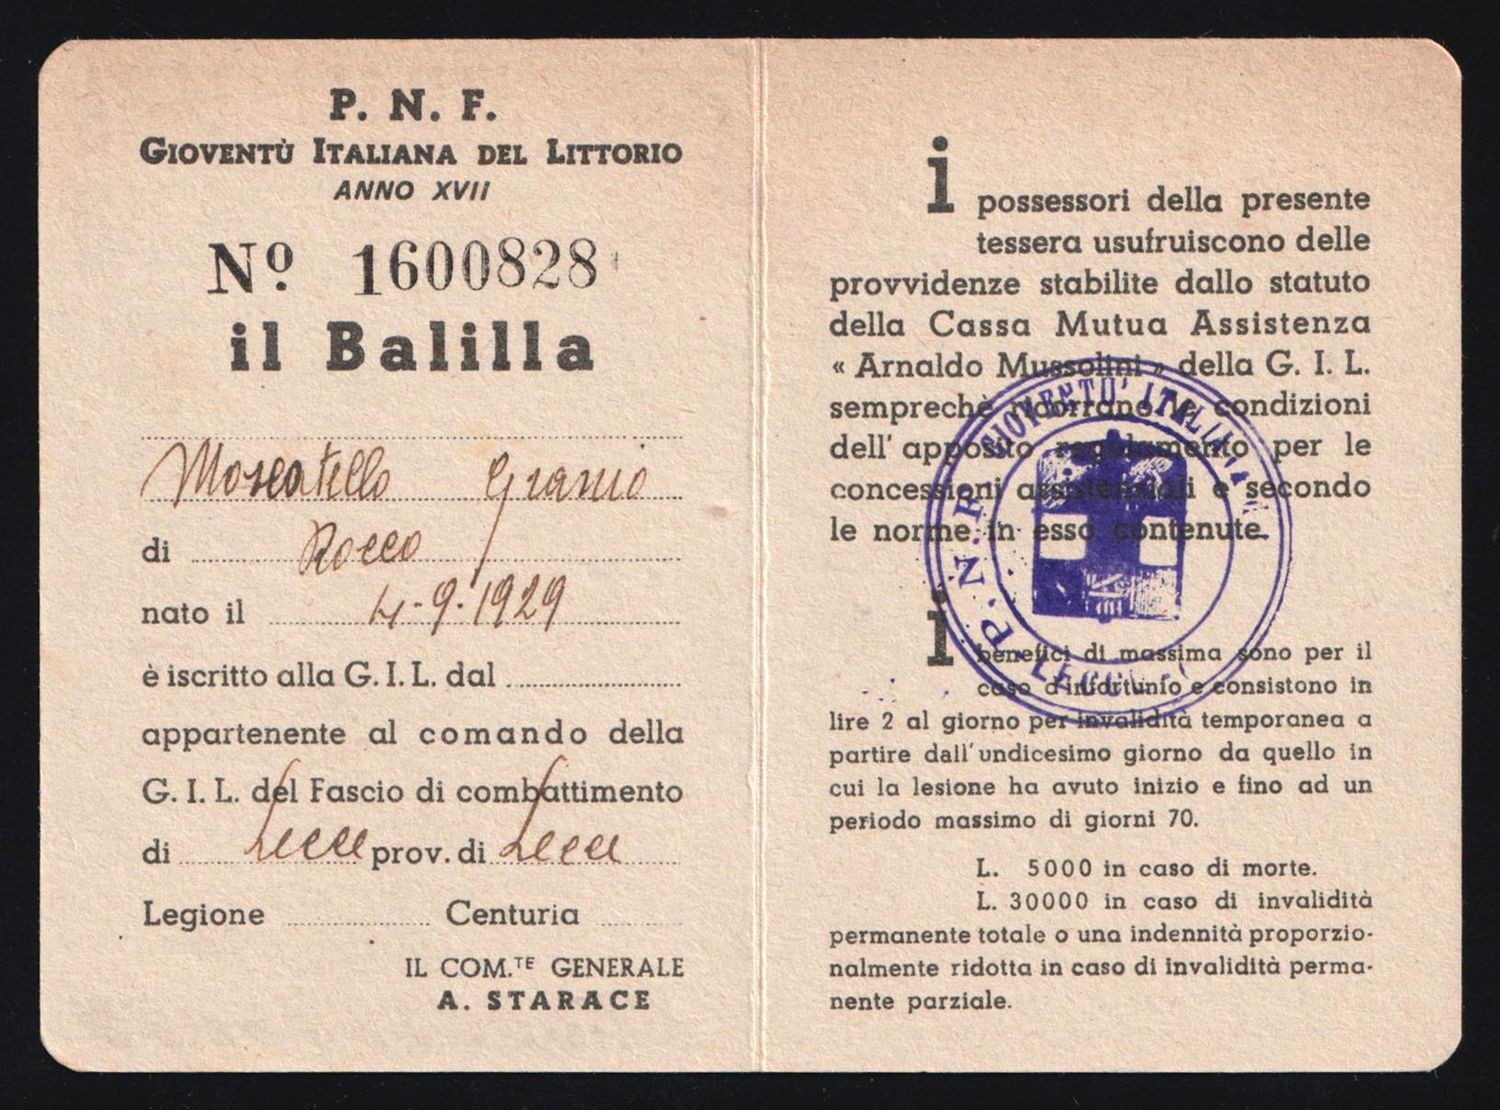 P. N. F.
GIOVENTÙ ITALIANA DEL LITTORIO
ANNO XVII
Nº 1600828
il Balilla
Moscatello
di Rocco
nato il 4-9-1929
è iscritto alla G. I. L. dal
appartenente al comando della
G. I. L. del Fascio di combattimento
di Lecce prov. di Lecce
Legione Centuria
IL COM.TE GENERALE
A. STARACE
i possessori della presente
tessera usufruiscono delle
provvidenze stabilite dallo statuto
della Cassa Mutua Assistenza
« Arnaldo Mussolini » della G. I. L.
sempreché ricorrano le condizioni
dell' apposito regolamento per le
concessioni assistenziali e secondo
le norme in esso contenute.
i benefici di massima sono per il
caso d'infortunio e consistono in
lire 2 al giorno per invalidità temporanea a
partire dall'undicesimo giorno da quello in
cui la lesione ha avuto inizio e fino ad un
periodo massimo di giorni 70.
L. 5000 in caso di morte.
L. 30000 in caso di invalidità
permanente totale o una indennità proporzio-
nalmente ridotta in caso di invalidità perma-
nente parziale.
P. N. F. GIOVENTU' ITALIANA
LECCE